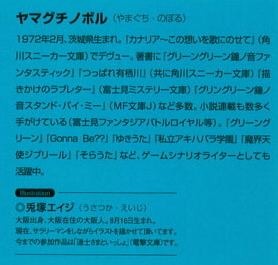 ヤマグチノボル（やまぐち・のぼる）
1972年2月、茨城県生まれ。「カナリア〜この想いを歌にのせて」（角
川スニーカー文庫）でデビュー。著書に「グリーングリーン鐘ノ音ファ
ンタスティック」「つっぱれ有栖川」（共に角川スニーカー文庫）「描
きかけのラブレター」（富士見ミステリー文庫）「グリングリーン鐘ノ
音スタンド・バイ・ミー」（MF文庫J）など多数。小説連載も数多く
手がけている（富士見ファンタジアバトルロイヤル等）。「グリーング
リーン」「Gonna Be??」「ゆきうた」「私立アキハバラ学園」「魔界天
使ジブリール」「そらうた」など、ゲームシナリオライターとしても
活躍中。
Illustration
◎兎塚エイジ（うさつか・えいじ）
大阪出身、大阪在住の大阪人。8月16日生まれ。
現在、サラリーマンをしながらイラストを描かせて頂いてます。
今までの参加作品は「道士さまといっしょ」（電撃文庫）です。